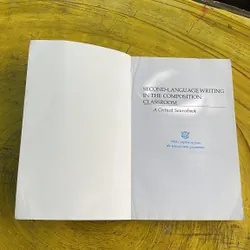 SECOND-LANGUAGE WRITING
IN THE COMPOSITION
CLASSROOM
A Critical Sourcebook